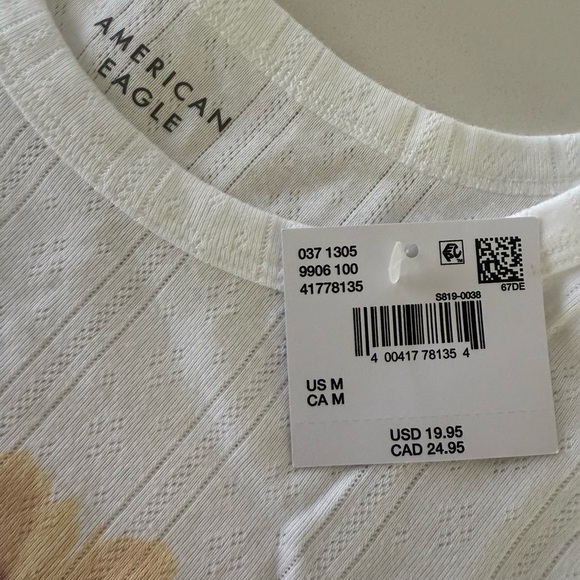 AMERICAN
EAGLE
037 1305
9906 100
41778135
67DE
S819-0038
4 00417 78135 4
US M
CA M
USD 19.95
CAD 24.95